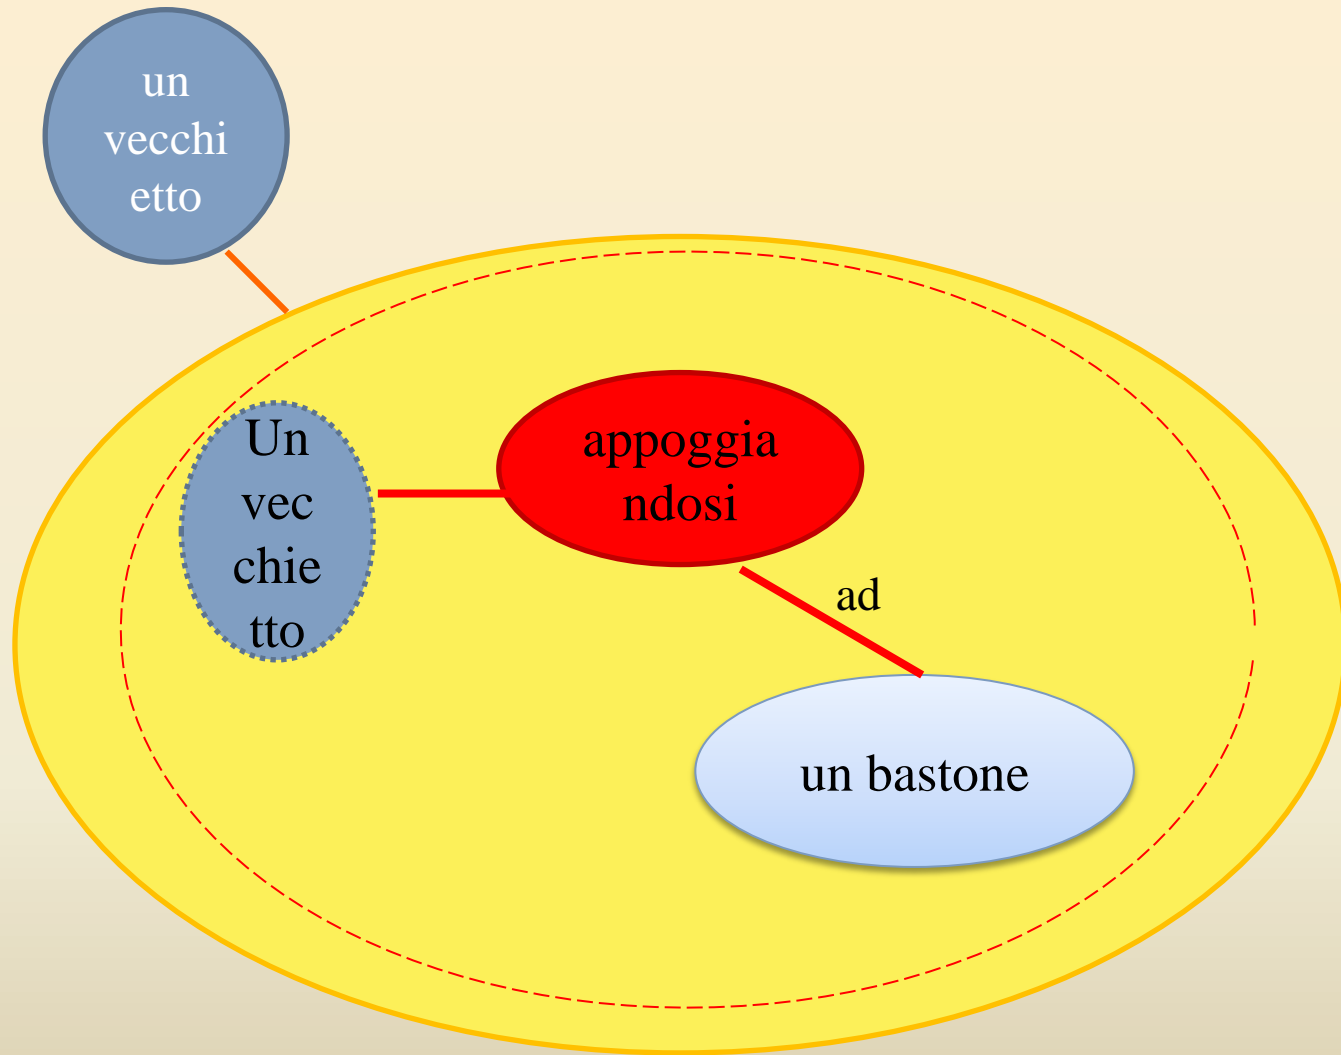 un
vecchi
etto
Un
vec
chie
tto
appoggia
ndosi
ad
un bastone